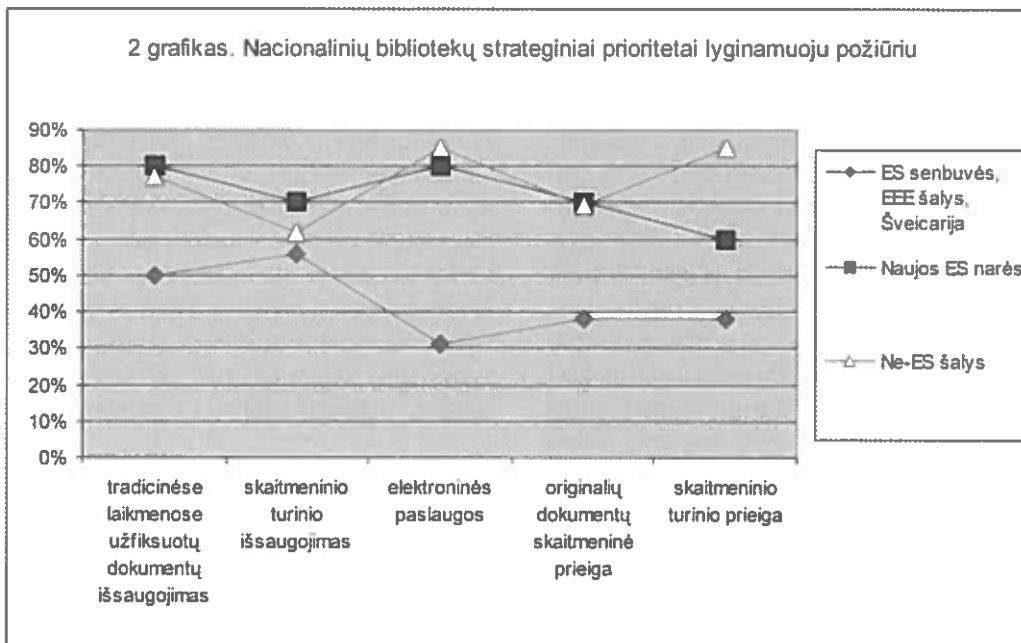 2 grafikas. Nacionalinių bibliotekų strateginiai prioritetai lyginamuoju požiūriu
90%
80%
70%
60%
50%
40%
30%
20%
10%
0%
tradicinėse
laikmenose
užfiksuotų
dokumentų
išsaugojimas
skaitmeninio
turinio
išsaugojimas
elektroninės
paslaugos
originalių
dokumentų
skaitmeninė
prieiga
skaitmeninio
turinio prieiga
ES senbuvės,
EEE šalys,
Šveicarija
Naujos ES narės
Ne-ES šalys